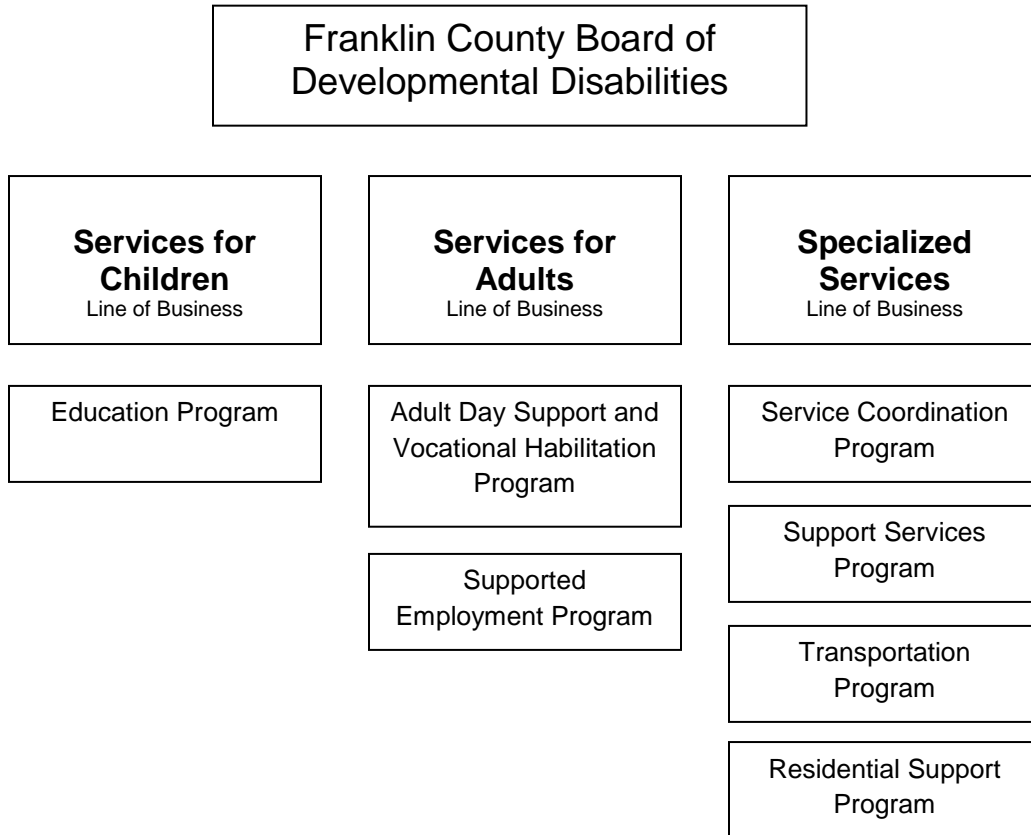 Franklin County Board of
Developmental Disabilities
Services for
Children
Line of Business
Services for
Adults
Line of Business
Specialized
Services
Line of Business
Education Program
Adult Day Support and
Vocational Habilitation
Program
Supported
Employment Program
Service Coordination
Program
Support Services
Program
Transportation
Program
Residential Support
Program